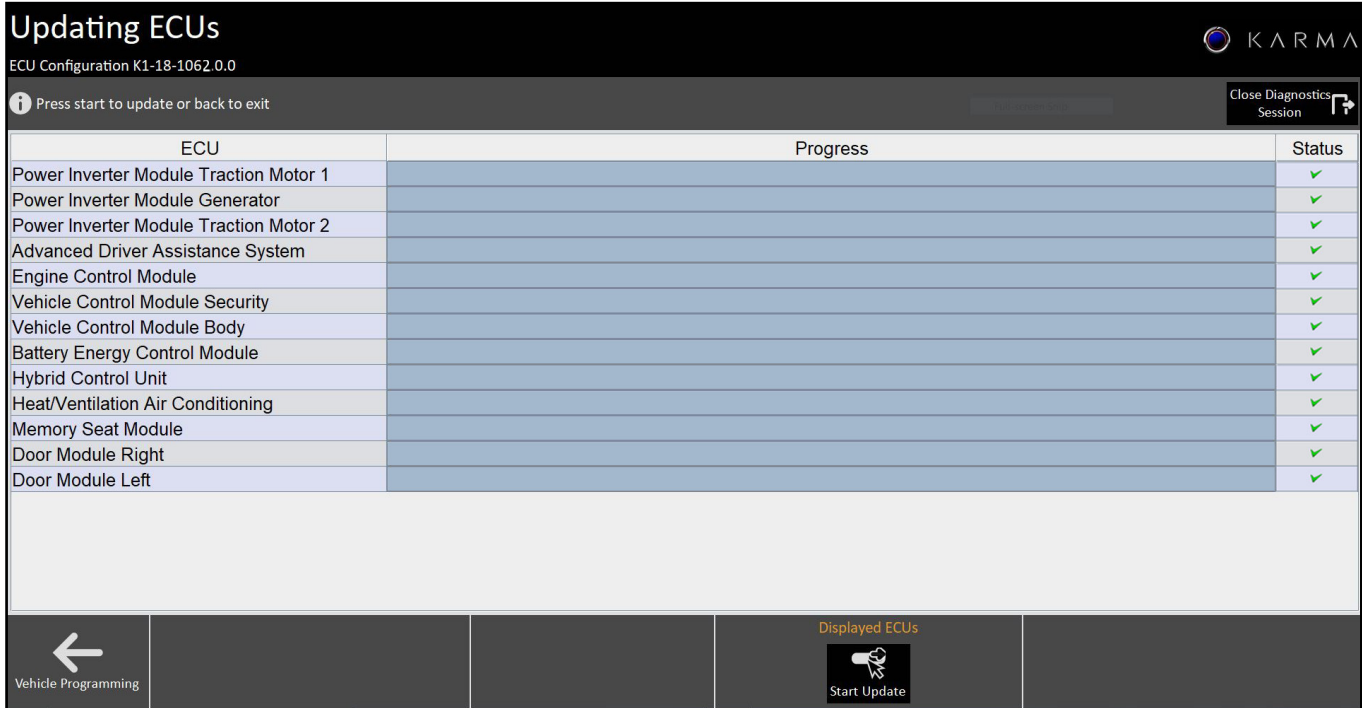 Updating ECUs
KARMA
ECU Configuration K1-18-1062.0.0
Press start to update or back to exit
Close Diagnostics
Session
ECU Progress Status
Power Inverter Module Traction Motor 1
Power Inverter Module Generator
Power Inverter Module Traction Motor 2
Advanced Driver Assistance System
Engine Control Module
Vehicle Control Module Security
Vehicle Control Module Body
Battery Energy Control Module
Hybrid Control Unit
Heat/Ventilation Air Conditioning
Memory Seat Module
Door Module Right
Door Module Left
Displayed ECUs
Vehicle Programming
Start Update